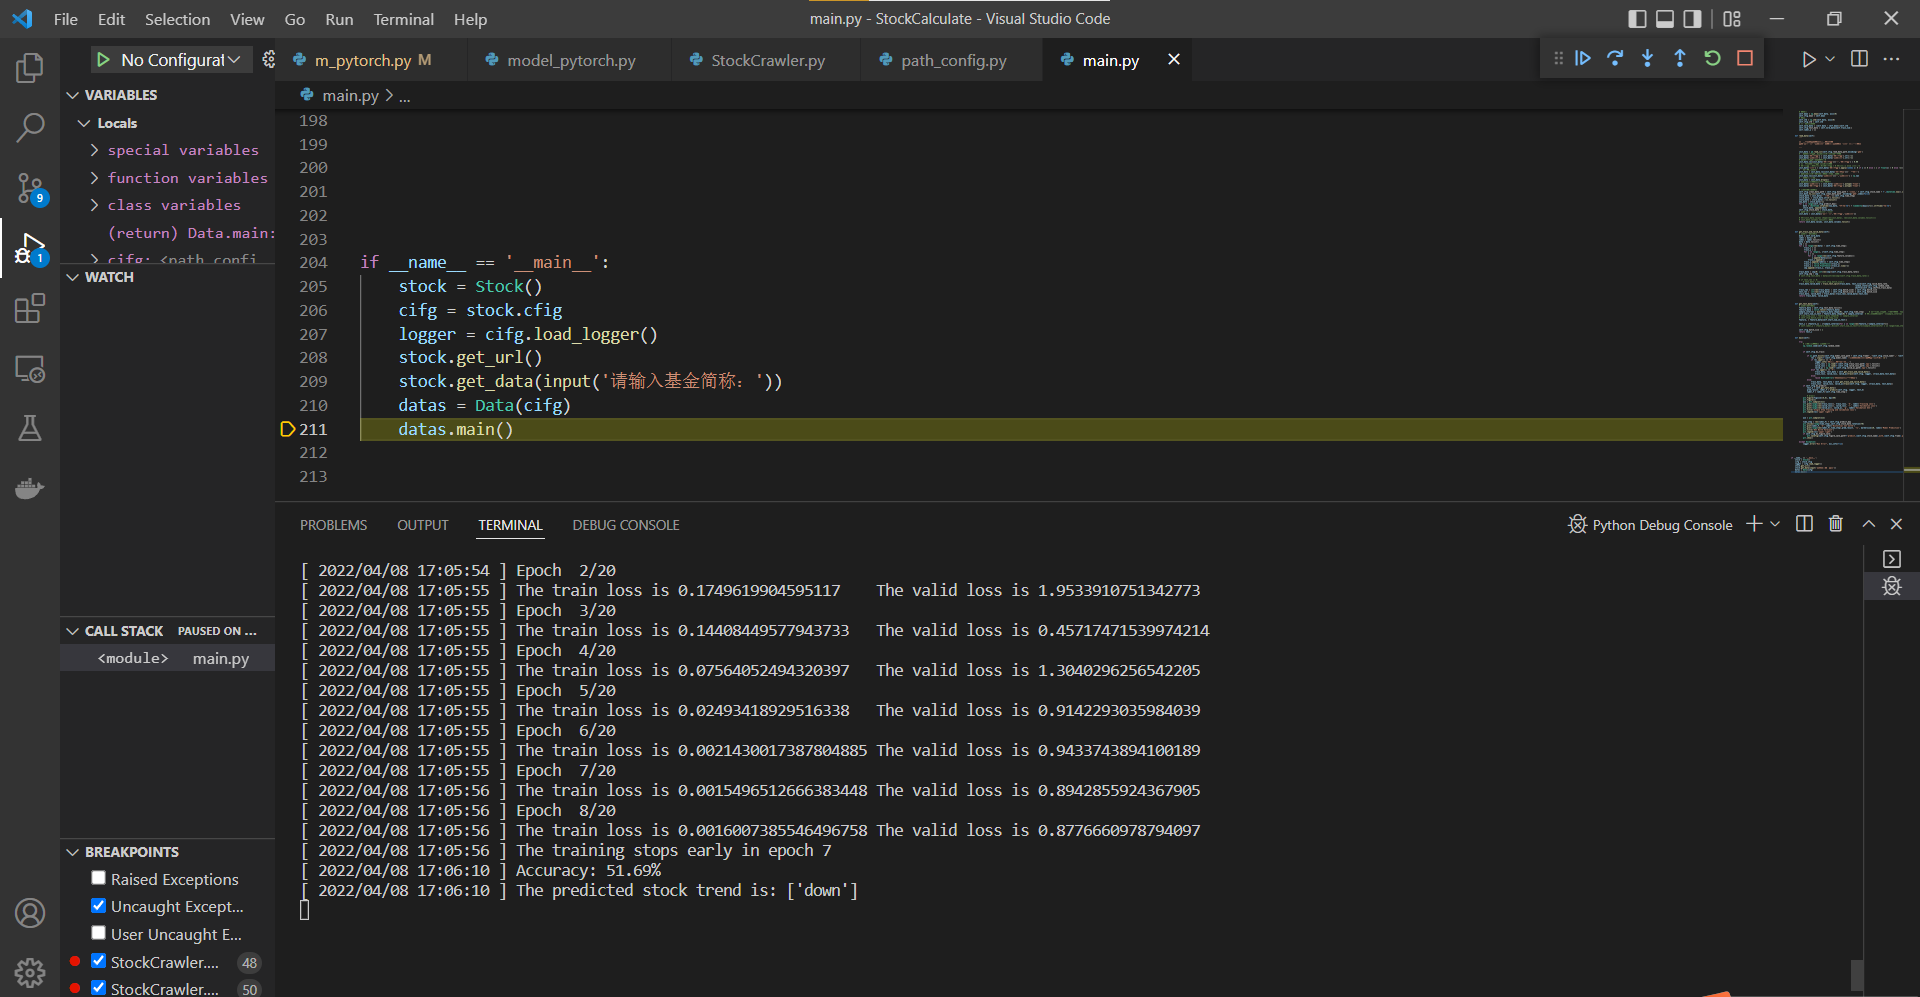 File Edit Selection View Go Run Terminal Help
main.py - StockCalculate - Visual Studio Code
No Configurat
m_pytorch.py M
model_pytorch.py
StockCrawler.py
path_config.py
main.py
main.py > ...
VARIABLES
Locals
special variables
function variables
class variables
(return) Data.main:
cifg: <path_confi
WATCH
CALL STACK PAUSED ON ...
<module> main.py
BREAKPOINTS
Raised Exceptions
Uncaught Except...
User Uncaught E...
StockCrawler.... 48
StockCrawler.... 50
9
1
198
199
200
201
202
203
204 if __name__ == '__main__':
205 stock = Stock()
206 cifg = stock.cfig
207 logger = cifg.load_logger()
208 stock.get_url()
209 stock.get_data(input('请输入基金简称：'))
210 datas = Data(cifg)
211 datas.main()
212
213
PROBLEMS OUTPUT TERMINAL DEBUG CONSOLE
Python Debug Console
[ 2022/04/08 17:05:54 ] Epoch 2/20
[ 2022/04/08 17:05:55 ] The train loss is 0.1749619904595117 The valid loss is 1.9533910751342773
[ 2022/04/08 17:05:55 ] Epoch 3/20
[ 2022/04/08 17:05:55 ] The train loss is 0.14408449577943733 The valid loss is 0.45717471539974214
[ 2022/04/08 17:05:55 ] Epoch 4/20
[ 2022/04/08 17:05:55 ] The train loss is 0.07564052494320397 The valid loss is 1.3040296256542205
[ 2022/04/08 17:05:55 ] Epoch 5/20
[ 2022/04/08 17:05:55 ] The train loss is 0.02493418929516338 The valid loss is 0.9142293035984039
[ 2022/04/08 17:05:55 ] Epoch 6/20
[ 2022/04/08 17:05:55 ] The train loss is 0.0021430017387804885 The valid loss is 0.9433743894100189
[ 2022/04/08 17:05:55 ] Epoch 7/20
[ 2022/04/08 17:05:56 ] The train loss is 0.0015496512666383448 The valid loss is 0.8942855924367905
[ 2022/04/08 17:05:56 ] Epoch 8/20
[ 2022/04/08 17:05:56 ] The train loss is 0.0016007385546496758 The valid loss is 0.8776660978794097
[ 2022/04/08 17:05:56 ] The training stops early in epoch 7
[ 2022/04/08 17:06:10 ] Accuracy: 51.69%
[ 2022/04/08 17:06:10 ] The predicted stock trend is: ['down']